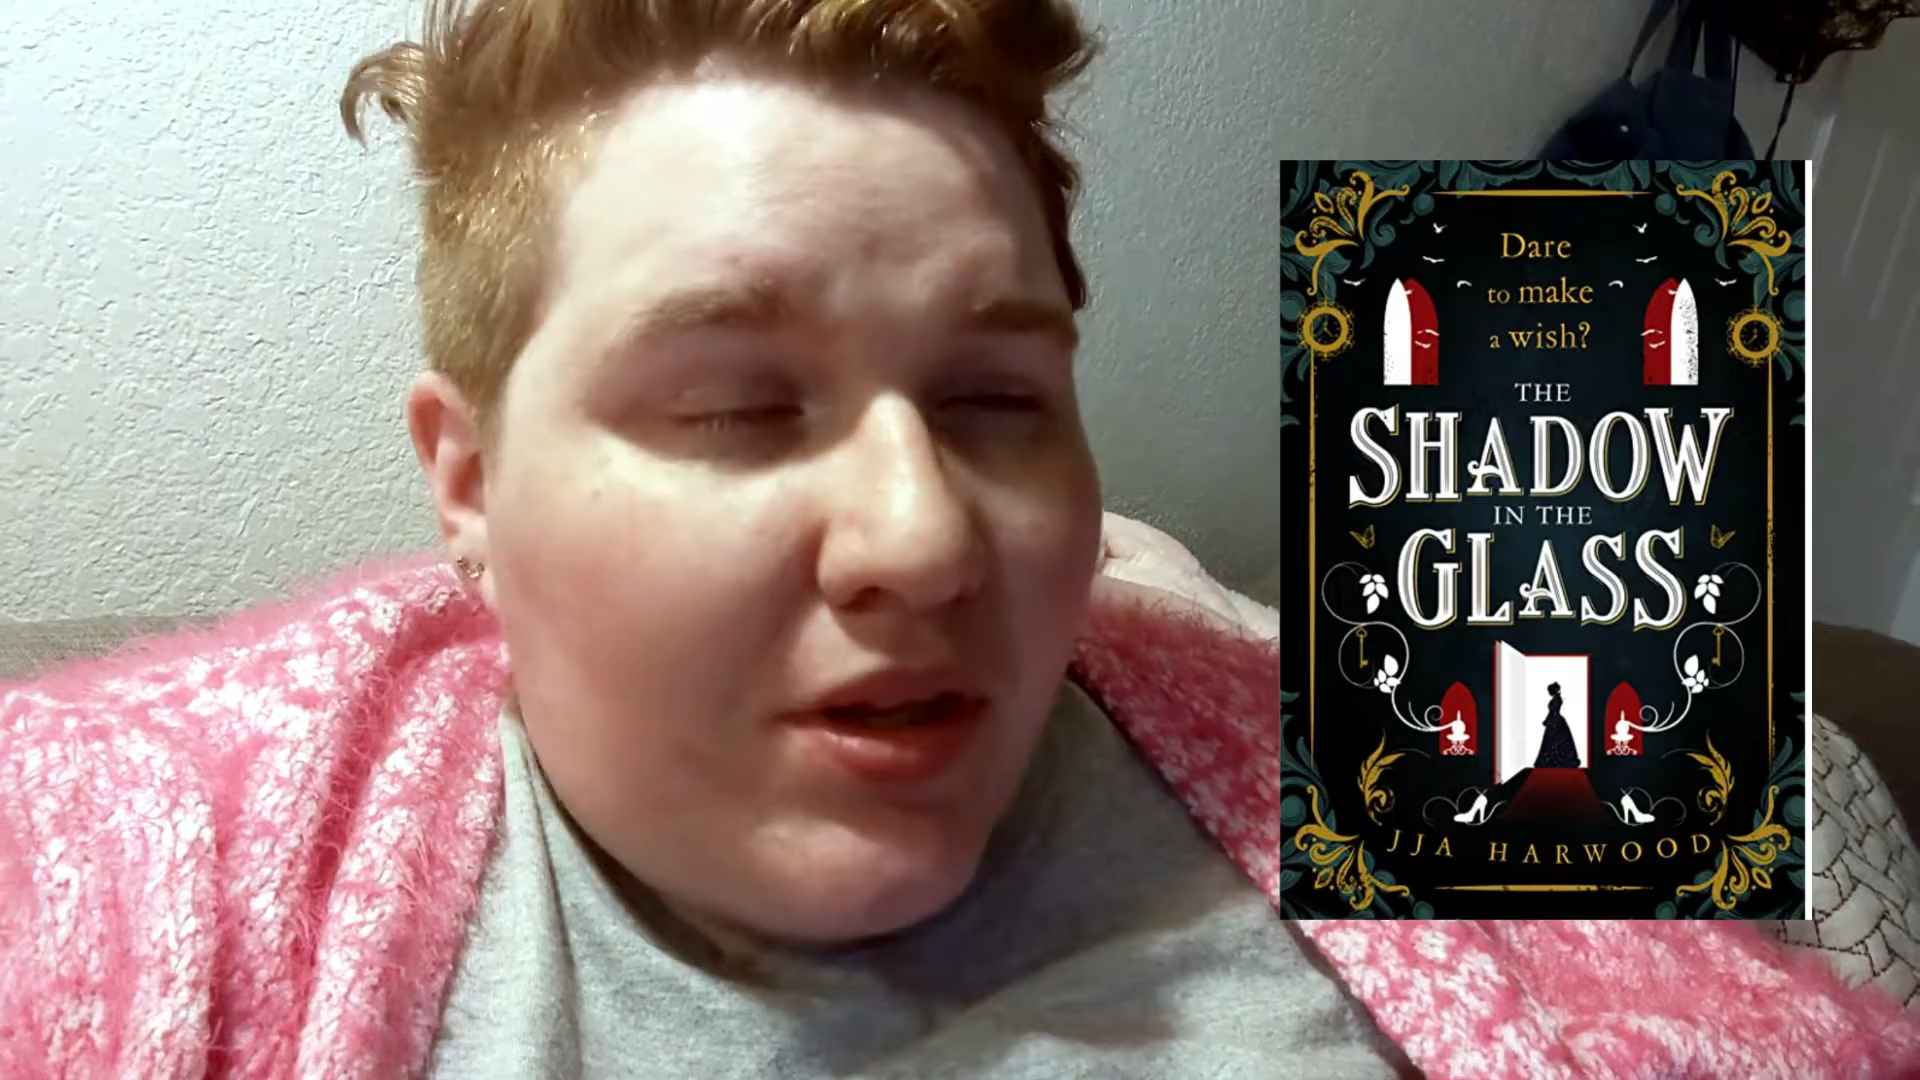 Dare
to make
a wish?
THE
SHADOW
IN THE
GLASS
JJA HARWOOD